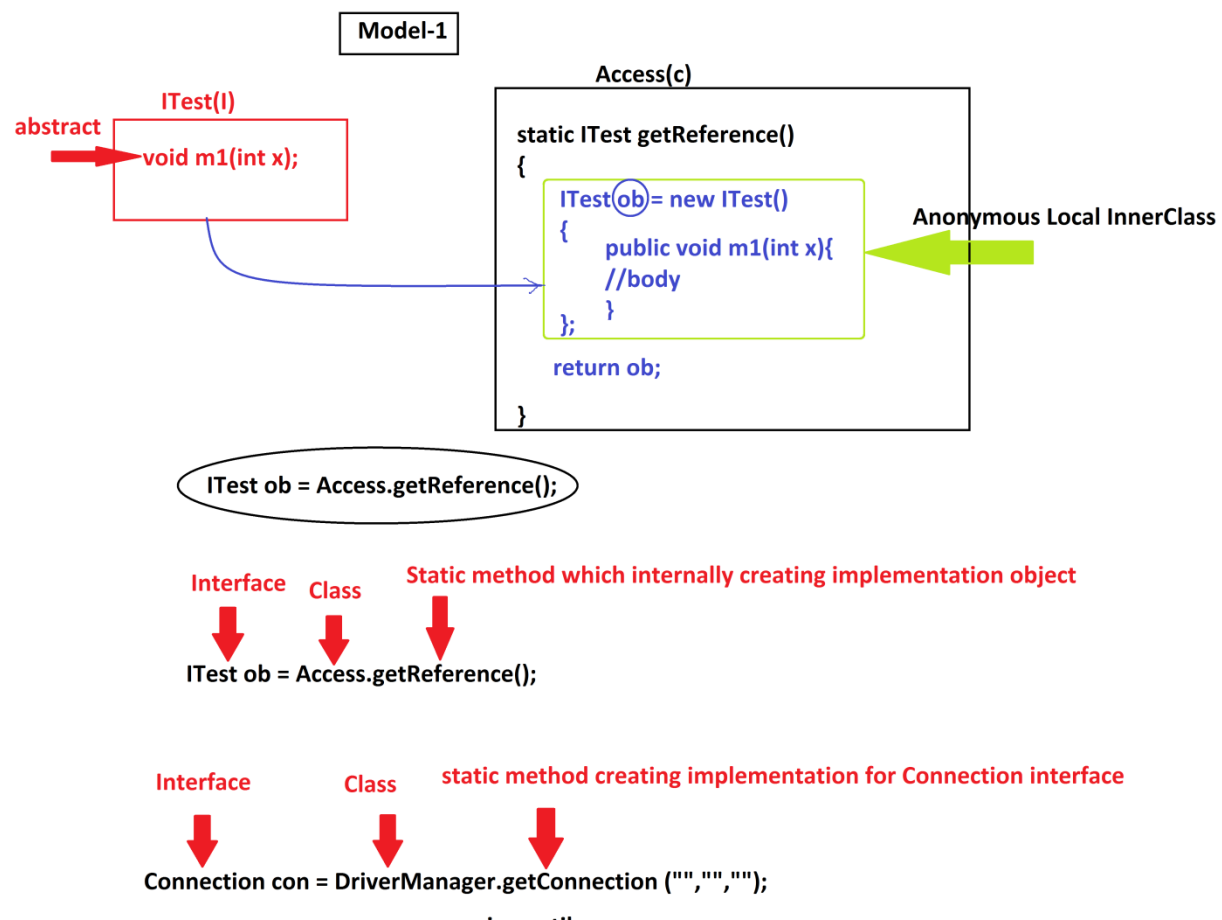 Model-1
Access(c)
ITest(I)
abstract
void m1(int x);
static ITest getReference()
{
ITest ob = new ITest()
{
public void m1(int x){
//body
}
};
return ob;
}
Anonymous Local InnerClass
ITest ob = Access.getReference();
Interface
Class
Static method which internally creating implementation object
ITest ob = Access.getReference();
Interface
Class
static method creating implementation for Connection interface
Connection con = DriverManager.getConnection ("","","");